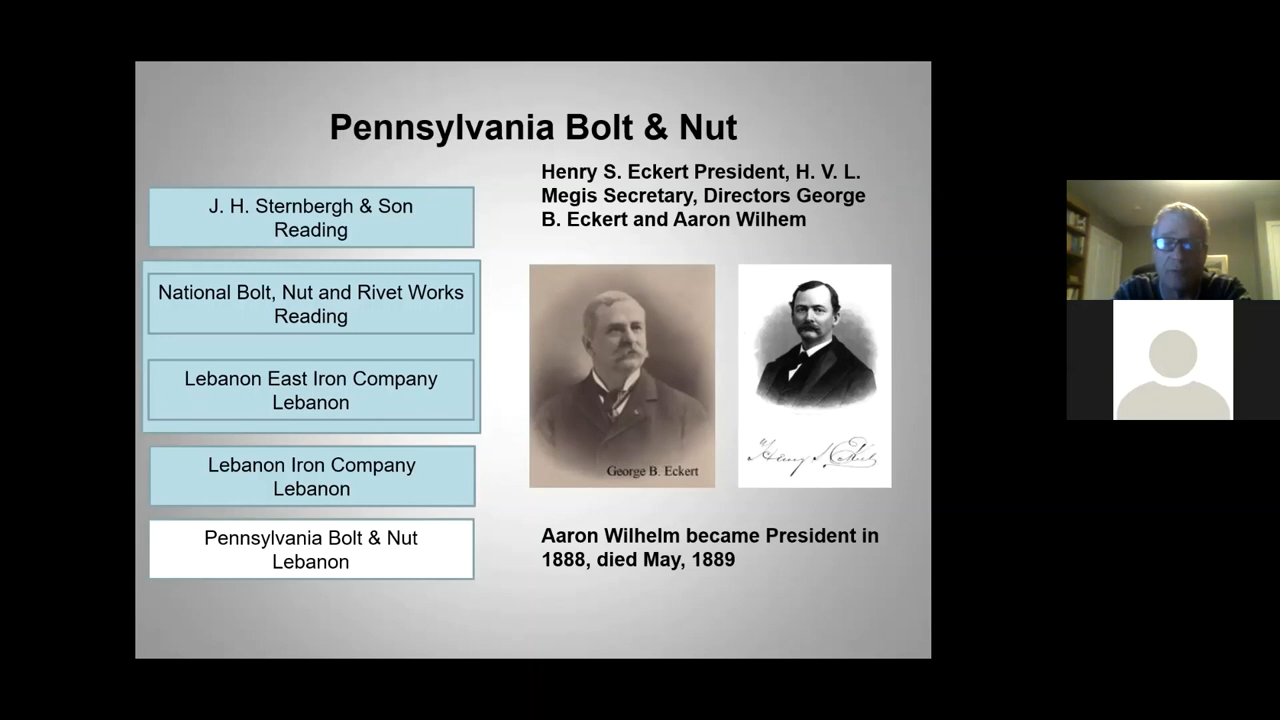 Pennsylvania Bolt & Nut
Henry S. Eckert President, H. V. L.
Megis Secretary, Directors George
B. Eckert and Aaron Wilhem
J. H. Sternbergh & Son
Reading
National Bolt, Nut and Rivet Works
Reading
Lebanon East Iron Company
Lebanon
Lebanon Iron Company
Lebanon
Pennsylvania Bolt & Nut
Lebanon
George B. Eckert
Henry S. Eckert
Aaron Wilhelm became President in
1888, died May, 1889